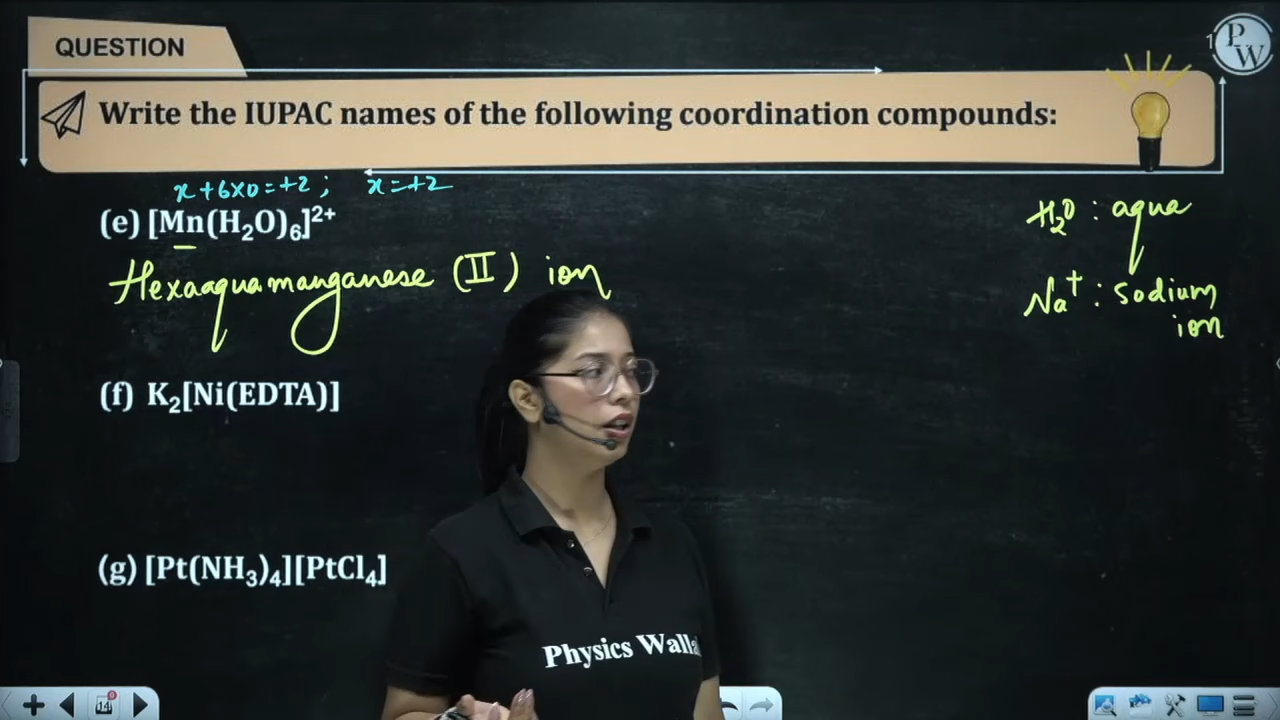 QUESTION
PW
Write the IUPAC names of the following coordination compounds:
x+6×0=+2 ; x=+2
(e) [Mn(H₂O)₆]²⁺
H₂O : aqua
Hexaaquamanganese (II) ion
Na⁺ : sodium
ion
(f) K₂[Ni(EDTA)]
(g) [Pt(NH₃)₄][PtCl₄]
Physics Walla
14